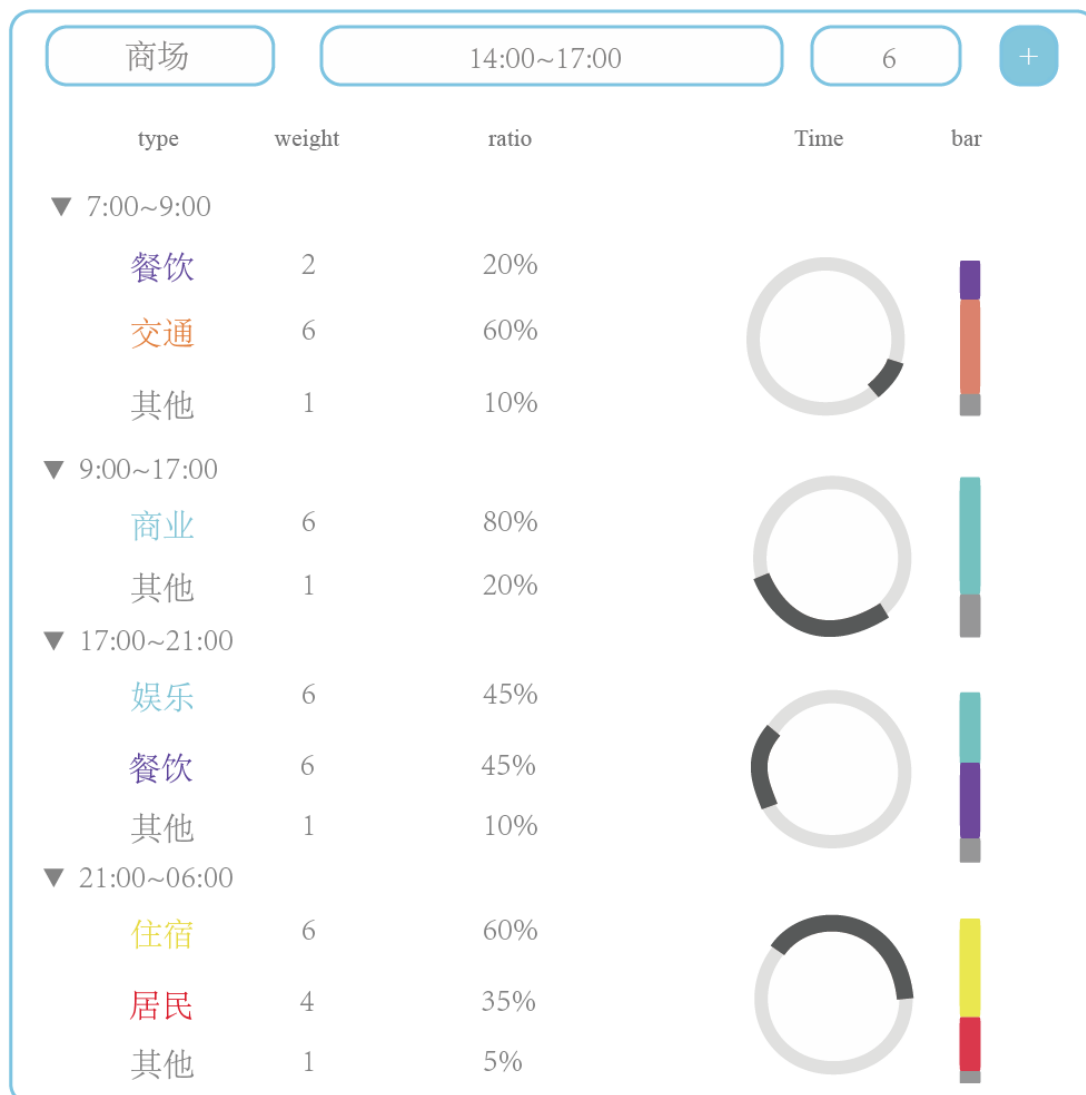 商场 14:00~17:00 6 +
type weight ratio Time bar
▼ 7:00~9:00
餐饮 2 20%
交通 6 60%
其他 1 10%
▼ 9:00~17:00
商业 6 80%
其他 1 20%
▼ 17:00~21:00
娱乐 6 45%
餐饮 6 45%
其他 1 10%
▼ 21:00~06:00
住宿 6 60%
居民 4 35%
其他 1 5%